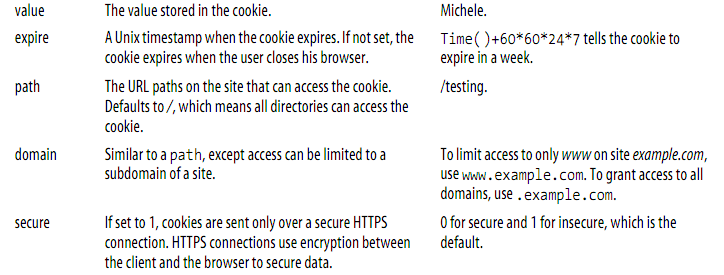 value The value stored in the cookie. Michele.
expire A Unix timestamp when the cookie expires. If not set, the Time()+60*60*24*7 tells the cookie to
cookie expires when the user closes his browser. expire in a week.
path The URL paths on the site that can access the cookie. /testing.
Defaults to /, which means all directories can access the
cookie.
domain Similar to a path, except access can be limited to a To limit access to only www on site example.com,
subdomain of a site. use www.example.com. To grant access to all
domains, use .example.com.
secure If set to 1, cookies are sent only over a secure HTTPS 0 for secure and 1 for insecure, which is the
connection. HTTPS connections use encryption between default.
the client and the browser to secure data.